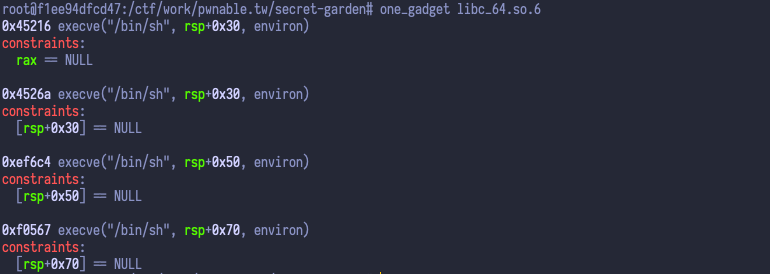 root@f1ee94dfcd47:/ctf/work/pwnable.tw/secret-garden# one_gadget libc_64.so.6
0x45216 execve("/bin/sh", rsp+0x30, environ)
constraints:
  rax == NULL

0x4526a execve("/bin/sh", rsp+0x30, environ)
constraints:
  [rsp+0x30] == NULL

0xef6c4 execve("/bin/sh", rsp+0x50, environ)
constraints:
  [rsp+0x50] == NULL

0xf0567 execve("/bin/sh", rsp+0x70, environ)
constraints:
  [rsp+0x70] == NULL